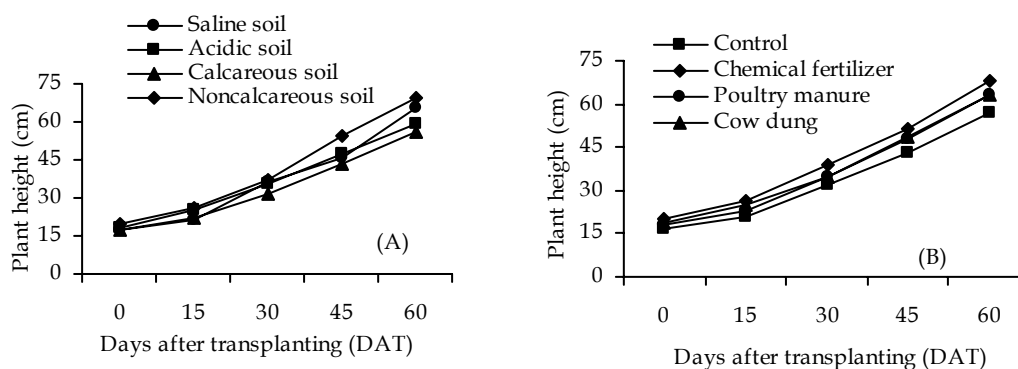 Saline soil
Acidic soil
Calcareous soil
Noncalcareous soil
Plant height (cm)
75
60
45
30
15
0
(A)
0 15 30 45 60
Days after transplanting (DAT)
Control
Chemical fertilizer
Poultry manure
Cow dung
Plant height (cm)
75
60
45
30
15
0
(B)
0 15 30 45 60
Days after transplanting (DAT)